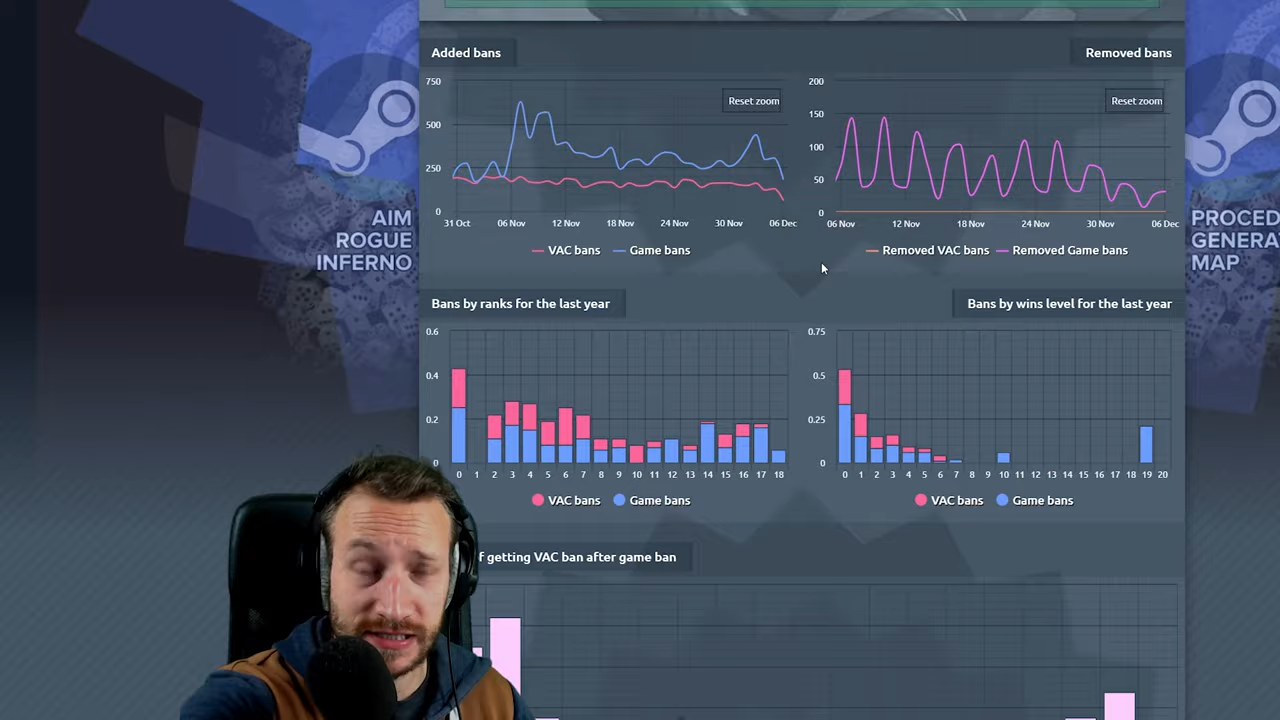 Added bans
Removed bans
750
500
250
0
Reset zoom
31 Oct 06 Nov 12 Nov 18 Nov 24 Nov 30 Nov 06 Dec
VAC bans Game bans
200
150
100
50
0
Reset zoom
06 Nov 12 Nov 18 Nov 24 Nov 30 Nov 06 Dec
Removed VAC bans Removed Game bans
AIM
ROGUE
INFERNO
PROCED
GENERA
MAP
Bans by ranks for the last year
Bans by wins level for the last year
0.6
0.4
0.2
0
0 1 2 3 4 5 6 7 8 9 10 11 12 13 14 15 16 17 18
VAC bans Game bans
0.75
0.5
0.25
0
0 1 2 3 4 5 6 7 8 9 10 11 12 13 14 15 16 17 18 19 20
VAC bans Game bans
f getting VAC ban after game ban